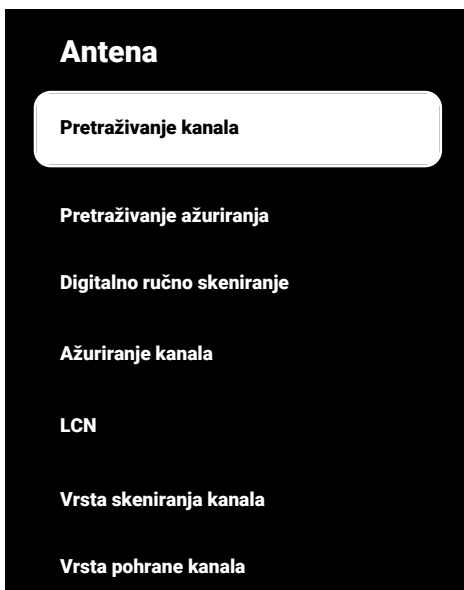 Antena
Pretraživanje kanala
Pretraživanje ažuriranja
Digitalno ručno skeniranje
Ažuriranje kanala
LCN
Vrsta skeniranja kanala
Vrsta pohrane kanala